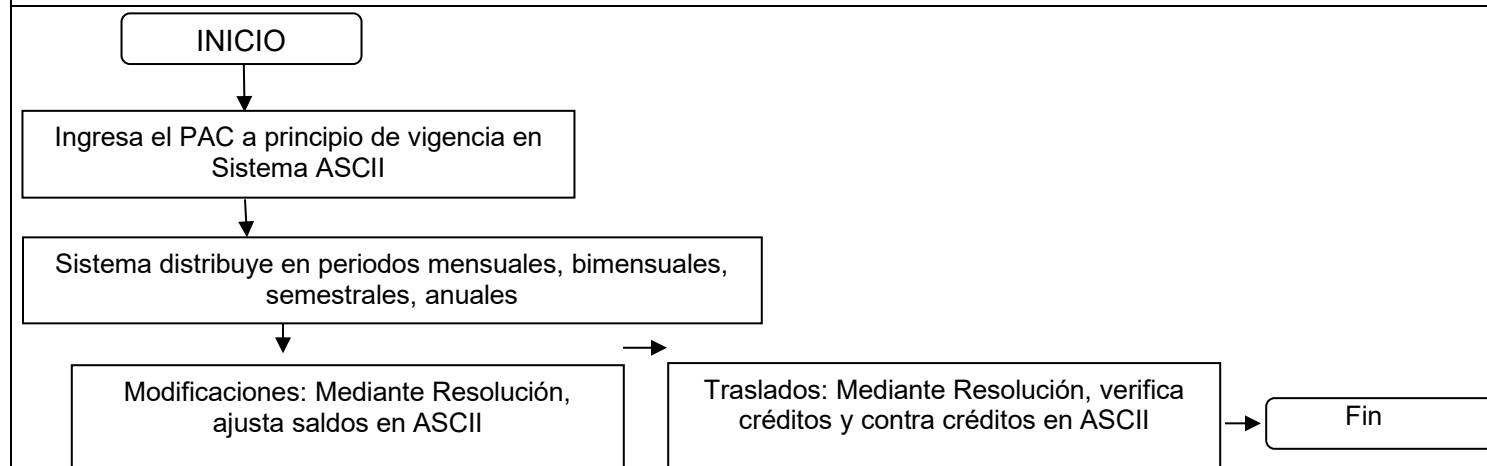 INICIO
Ingresa el PAC a principio de vigencia en
Sistema ASCII
Sistema distribuye en periodos mensuales, bimensuales,
semestrales, anuales
Modificaciones: Mediante Resolución,
ajusta saldos en ASCII
Traslados: Mediante Resolución, verifica
créditos y contra créditos en ASCII
Fin